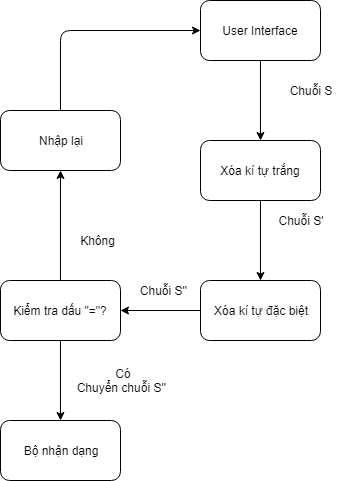 User Interface
Chuỗi S
Nhập lại
Xóa kí tự trắng
Chuỗi S'
Không
Chuỗi S"
Kiểm tra dấu "="?
Xóa kí tự đặc biệt
Có
Chuyển chuỗi S"
Bộ nhận dạng